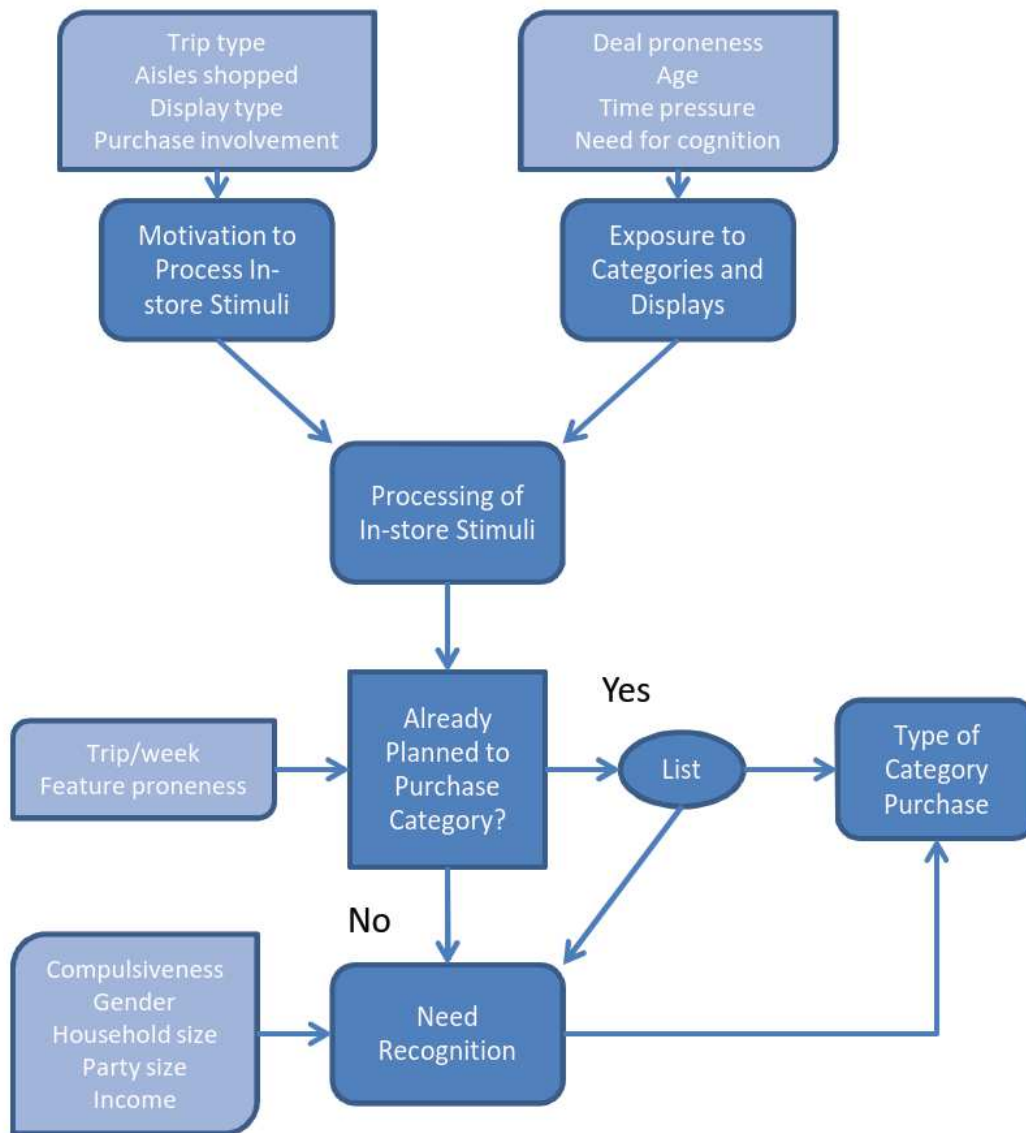 Trip type
Aisles shopped
Display type
Purchase involvement
Deal proneness
Age
Time pressure
Need for cognition
Motivation to
Process In-
store Stimuli
Exposure to
Categories and
Displays
Processing of
In-store Stimuli
Trip/week
Feature proneness
Already
Planned to
Purchase
Category?
Yes
List
Type of
Category
Purchase
No
Compulsiveness
Gender
Household size
Party size
Income
Need
Recognition